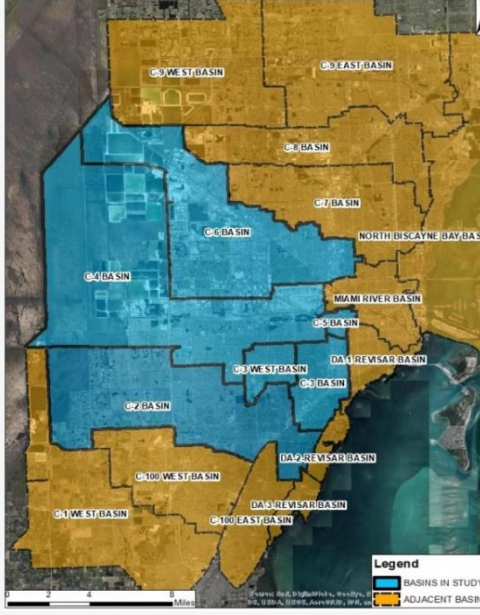 C-9 WEST BASIN
C-9 EAST BASIN
C-8 BASIN
C-7 BASIN
C-6 BASIN
NORTH BISCAYNE BAY BAS
C-4 BASIN
MIAMI RIVER BASIN
C-5 BASIN
DA-1-REVISAR BASIN
C-3 WEST BASIN
C-3 BASIN
C-2 BASIN
DA-2-REVISAR BASIN
C-100 WEST BASIN
DA-3-REVISAR BASIN
C-1 WEST BASIN
C-100 EAST BASIN
Legend
BASINS IN STUDY
ADJACENT BASIN
0 2 4 8
Miles